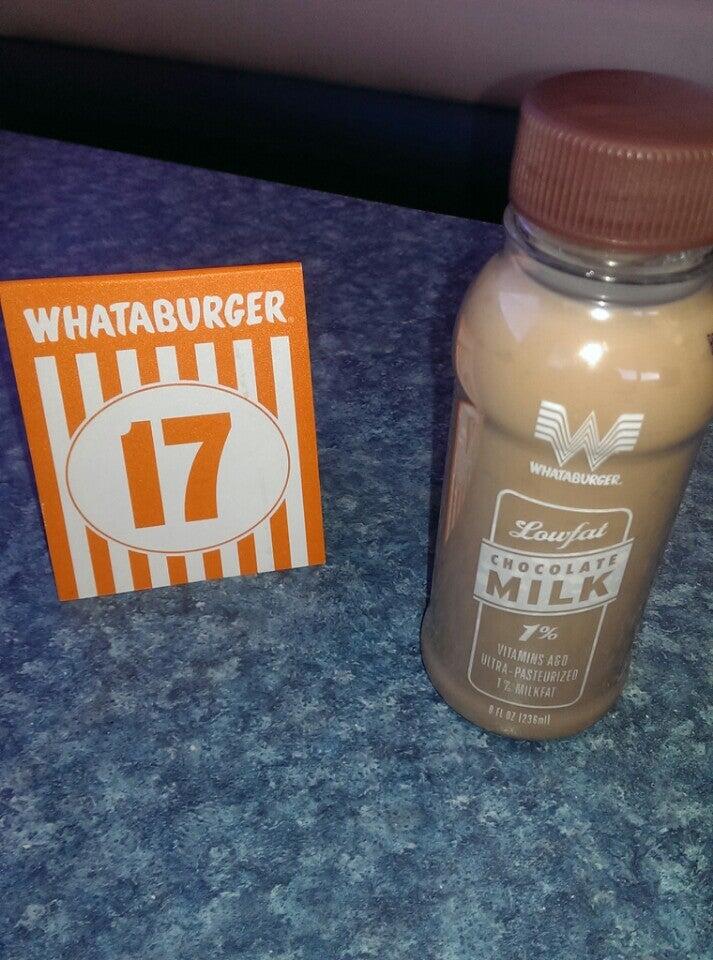 WHATABURGER
17
WHATABURGER
Lowfat
CHOCOLATE
MILK
1%
VITAMINS A&D
ULTRA-PASTEURIZED
1% MILKFAT
8 FL OZ (236ml)